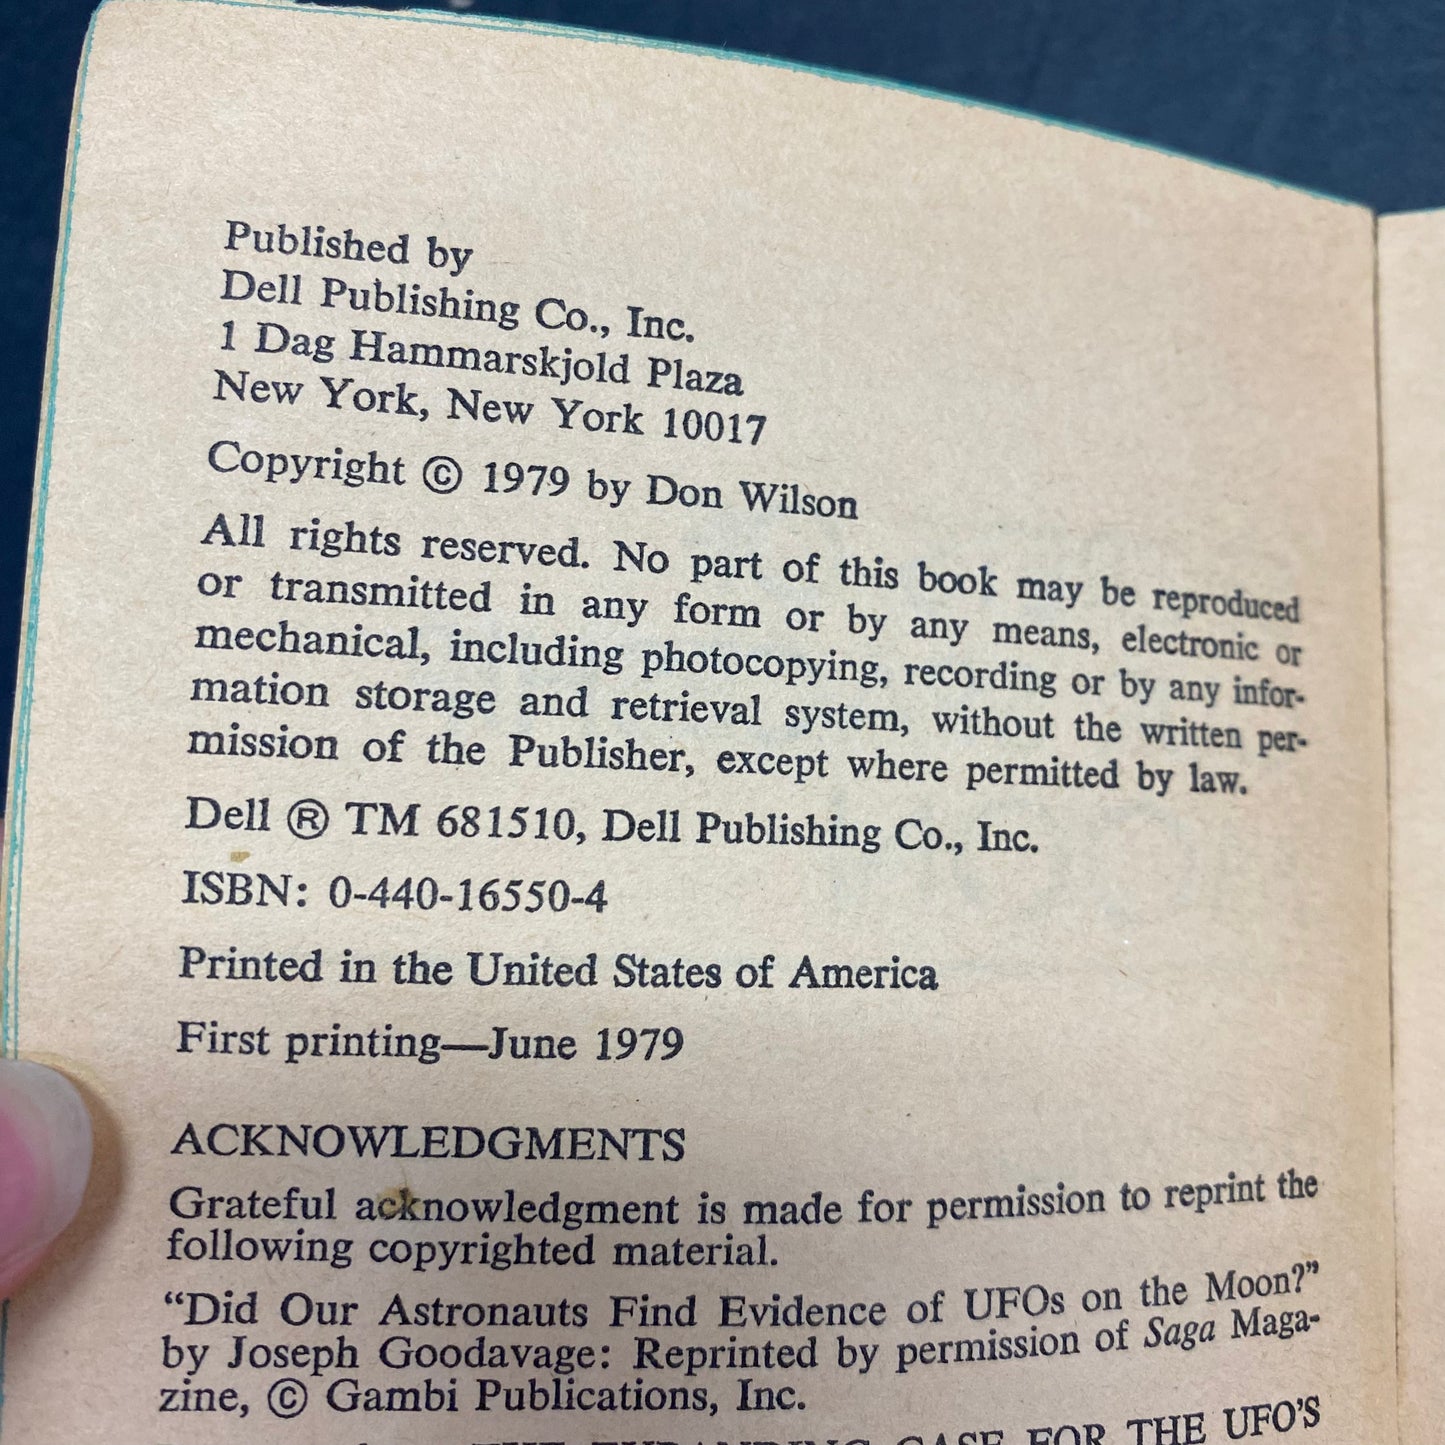 Published by
Dell Publishing Co., Inc.
1 Dag Hammarskjold Plaza
New York, New York 10017
Copyright © 1979 by Don Wilson
All rights reserved. No part of this book may be reproduced
or transmitted in any form or by any means, electronic or
mechanical, including photocopying, recording or by any infor-
mation storage and retrieval system, without the written per-
mission of the Publisher, except where permitted by law.
Dell ® TM 681510, Dell Publishing Co., Inc.
ISBN: 0-440-16550-4
Printed in the United States of America
First printing—June 1979
ACKNOWLEDGMENTS
Grateful acknowledgment is made for permission to reprint the
following copyrighted material.
“Did Our Astronauts Find Evidence of UFOs on the Moon?”
by Joseph Goodavage: Reprinted by permission of Saga Maga-
zine, © Gambi Publications, Inc.
CASE FOR THE UFO'S